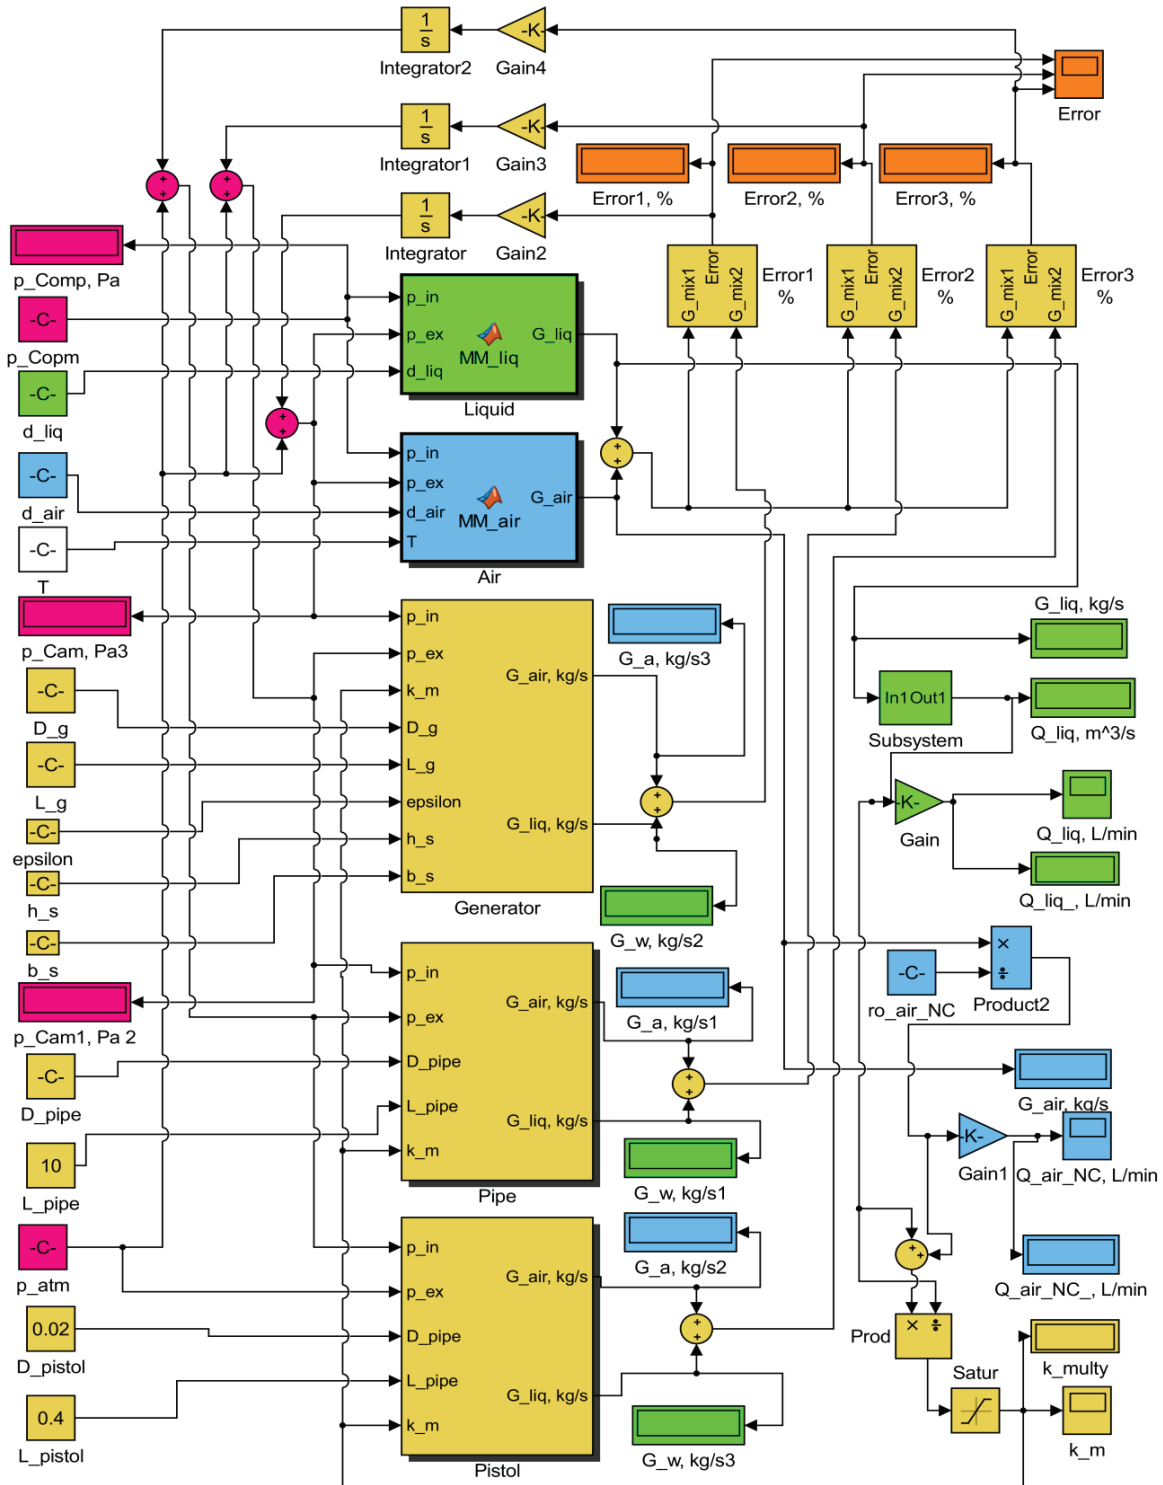 1
s
-K-
Integrator2
Gain4
Error
1
s
-K-
Integrator1
Gain3
Error1, %
Error2, %
Error3, %
+
+
+
+
1
s
-K-
Integrator
Gain2
p_Comp, Pa
G_mix1
Error
G_mix2
Error1
%
G_mix1
Error
G_mix2
Error2
%
G_mix1
Error
G_mix2
Error3
%
-C-
p_Copm
p_in
p_ex
d_liq
MM_liq
G_liq
Liquid
-C-
d_liq
+
+
+
+
-C-
d_air
p_in
p_ex
d_air
T
MM_air
G_air
Air
-C-
T
p_Cam, Pa3
p_in
p_ex
k_m
D_g
L_g
epsilon
h_s
b_s
G_air, kg/s
G_liq, kg/s
Generator
G_a, kg/s3
G_liq, kg/s
-C-
D_g
In1
Out1
Subsystem
Q_liq, m^3/s
-C-
L_g
+
+
-K-
Gain
Q_liq, L/min
-C-
epsilon
-C-
h_s
Q_liq_, L/min
G_w, kg/s2
-C-
b_s
p_Cam1, Pa 2
p_in
p_ex
D_pipe
L_pipe
k_m
G_air, kg/s
G_liq, kg/s
Pipe
G_a, kg/s1
-C-
ro_air_NC
×
÷
Product2
-C-
D_pipe
+
+
G_air, kg/s
10
L_pipe
G_w, kg/s1
-K-
Gain1
Q_air_NC, L/min
-C-
p_atm
p_in
p_ex
D_pipe
L_pipe
k_m
G_air, kg/s
G_liq, kg/s
Pistol
G_a, kg/s2
+
+
Q_air_NC_, L/min
0.02
D_pistol
+
+
×
÷
Prod
k_multy
Satur
0.4
L_pistol
G_w, kg/s3
k_m